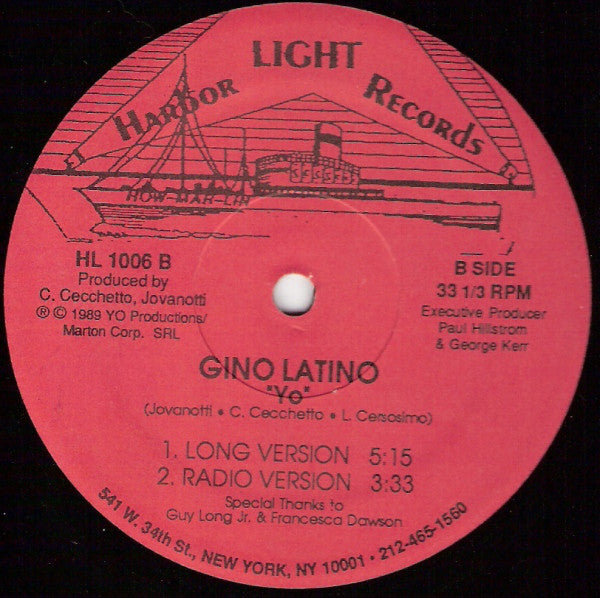 Harbor LIGHT Records
HOW-MAR-LIN
HL 1006 B
Produced by
C. Cecchetto, Jovanotti
℗ © 1989 YO Productions/
Marton Corp. SRL
B SIDE
33 1/3 RPM
Executive Producer
Paul Hillstrom
& George Kerr
GINO LATINO
"Yo"
(Jovanotti • C. Cecchetto • L. Cersosimo)
1. LONG VERSION 5:15
2. RADIO VERSION 3:33
Special Thanks to
Guy Long Jr. & Francesca Dawson
541 W. 34th St., NEW YORK, NY 10001 • 212-465-1560